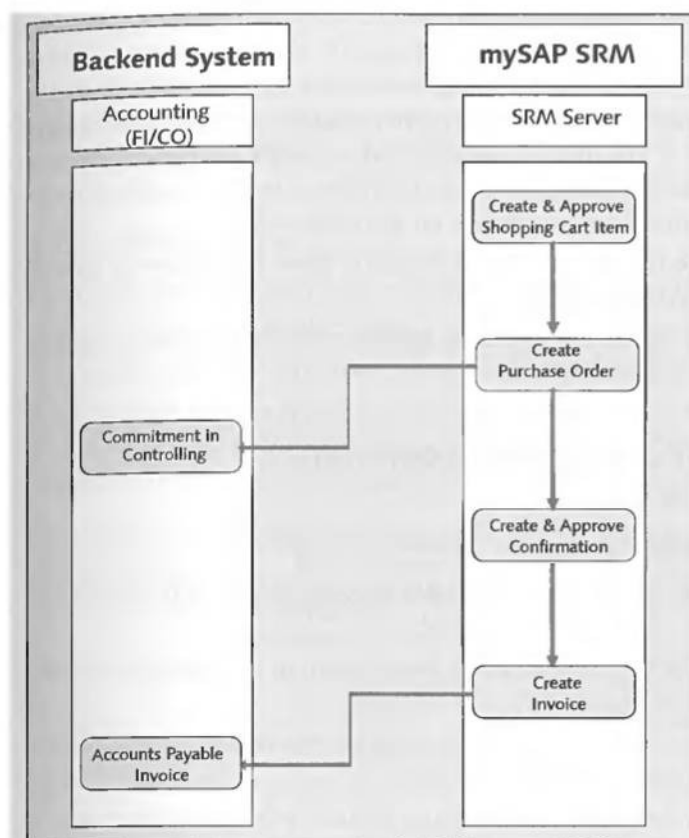 Backend System
mySAP SRM
Accounting
(FI/CO)
SRM Server
Create & Approve
Shopping Cart Item
Create
Purchase Order
Commitment in
Controlling
Create & Approve
Confirmation
Create
Invoice
Accounts Payable
Invoice